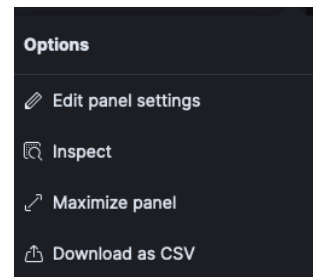 Options
Edit panel settings
Inspect
Maximize panel
Download as CSV